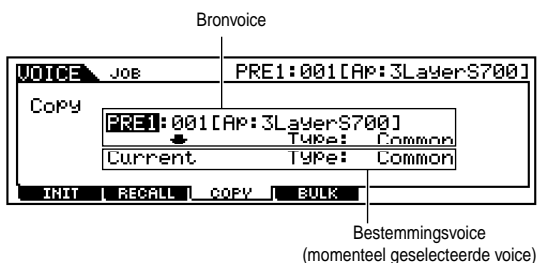 Bronvoice
VOICE JOB PRE1:001[AP:3LayerS700]
Copy
PRE1:001[AP:3LayerS700]
Type: Common
Current Type: Common
INIT RECALL COPY BULK
Bestemmingsvoice
(momenteel geselecteerde voice)